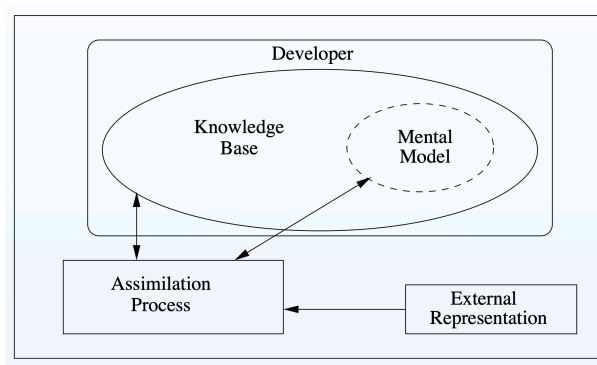 Developer
Knowledge
Base
Mental
Model
Assimilation
Process
External
Representation